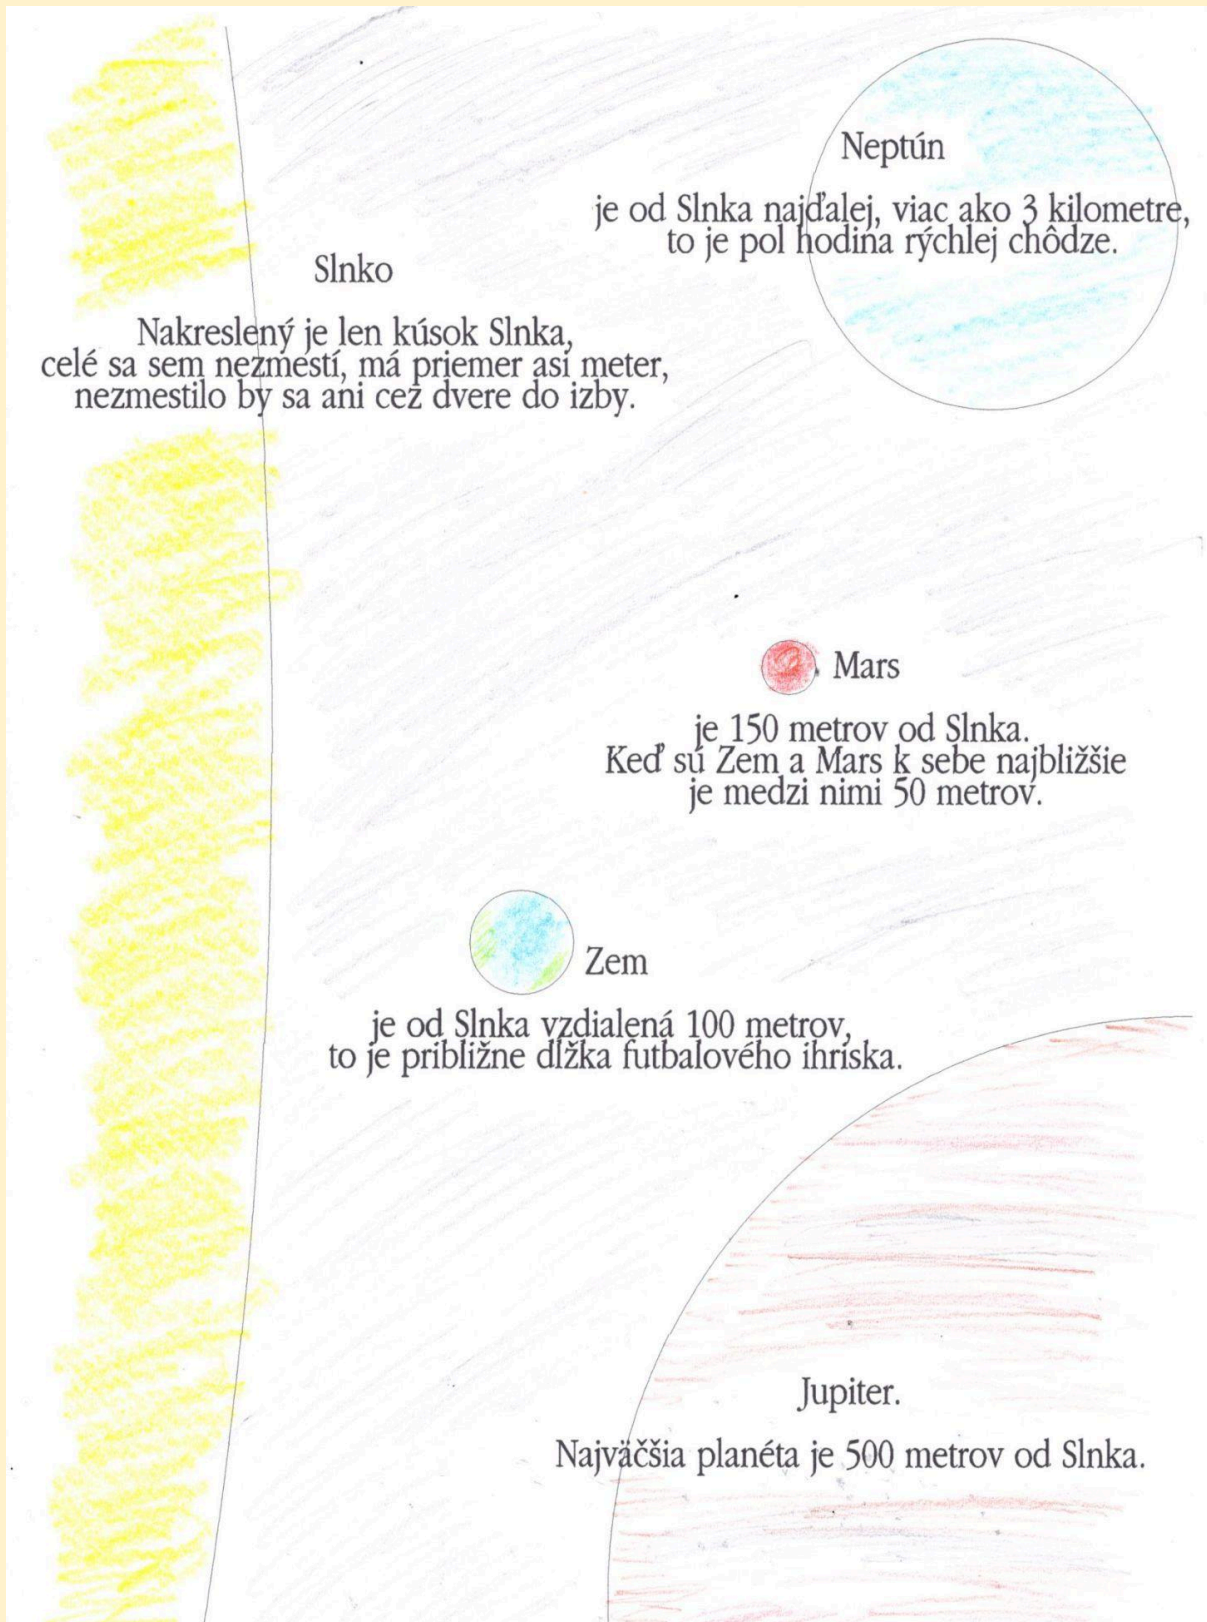 Neptún
je od Slnka najďalej, viac ako 3 kilometre,
to je pol hodina rýchlej chôdze.
Slnko
Nakreslený je len kúsok Slnka,
celé sa sem nezmestí, má priemer asi meter,
nezmestilo by sa ani cez dvere do izby.
Mars
je 150 metrov od Slnka.
Keď sú Zem a Mars k sebe najbližšie
je medzi nimi 50 metrov.
Zem
je od Slnka vzdialená 100 metrov,
to je približne dĺžka futbalového ihriska.
Jupiter.
Najväčšia planéta je 500 metrov od Slnka.